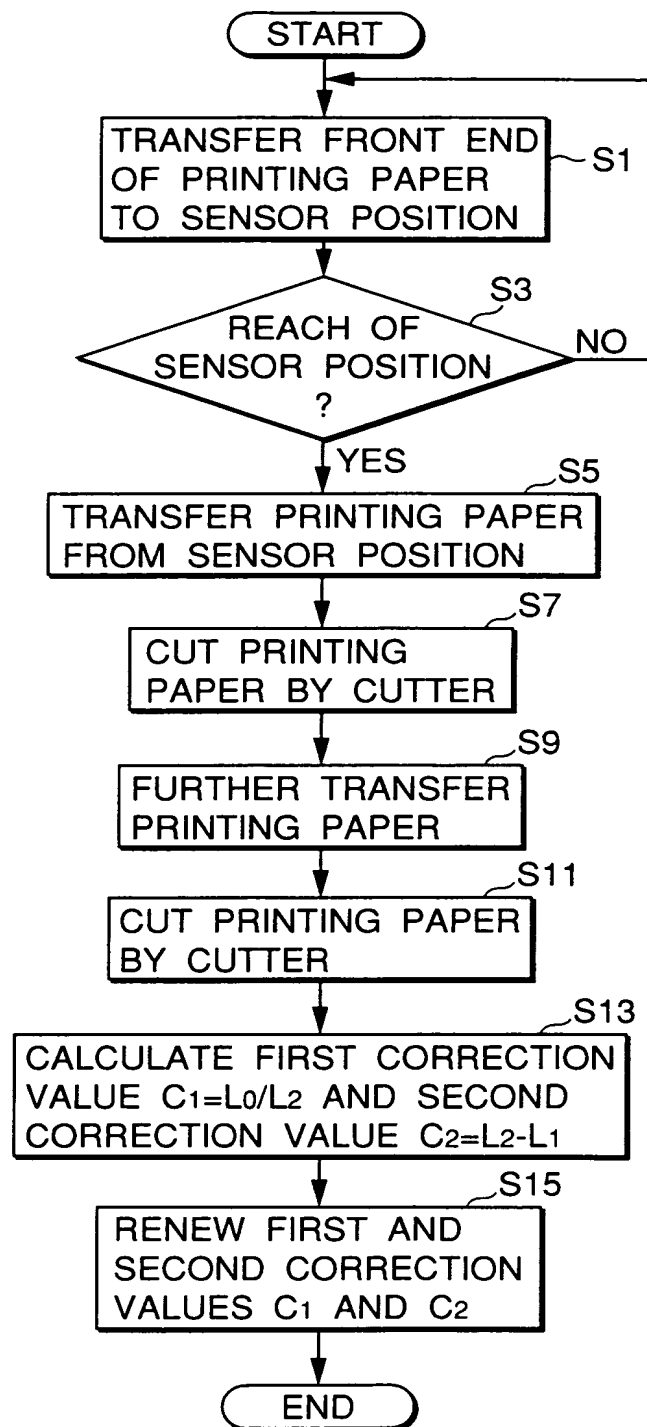 START
TRANSFER FRONT END
OF PRINTING PAPER
TO SENSOR POSITION
S1
S3
REACH OF
SENSOR POSITION
?
NO
YES
S5
TRANSFER PRINTING PAPER
FROM SENSOR POSITION
S7
CUT PRINTING
PAPER BY CUTTER
S9
FURTHER TRANSFER
PRINTING PAPER
S11
CUT PRINTING PAPER
BY CUTTER
S13
CALCULATE FIRST CORRECTION
VALUE C1=L0/L2 AND SECOND
CORRECTION VALUE C2=L2-L1
S15
RENEW FIRST AND
SECOND CORRECTION
VALUES C1 AND C2
END